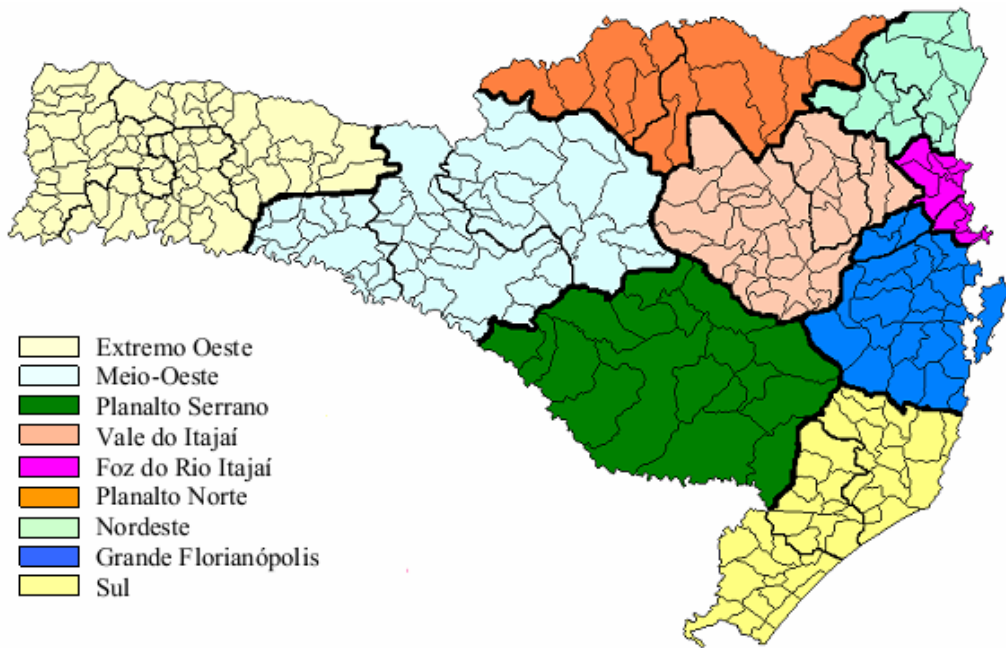 Extremo Oeste
Meio-Oeste
Planalto Serrano
Vale do Itajaí
Foz do Rio Itajaí
Planalto Norte
Nordeste
Grande Florianópolis
Sul